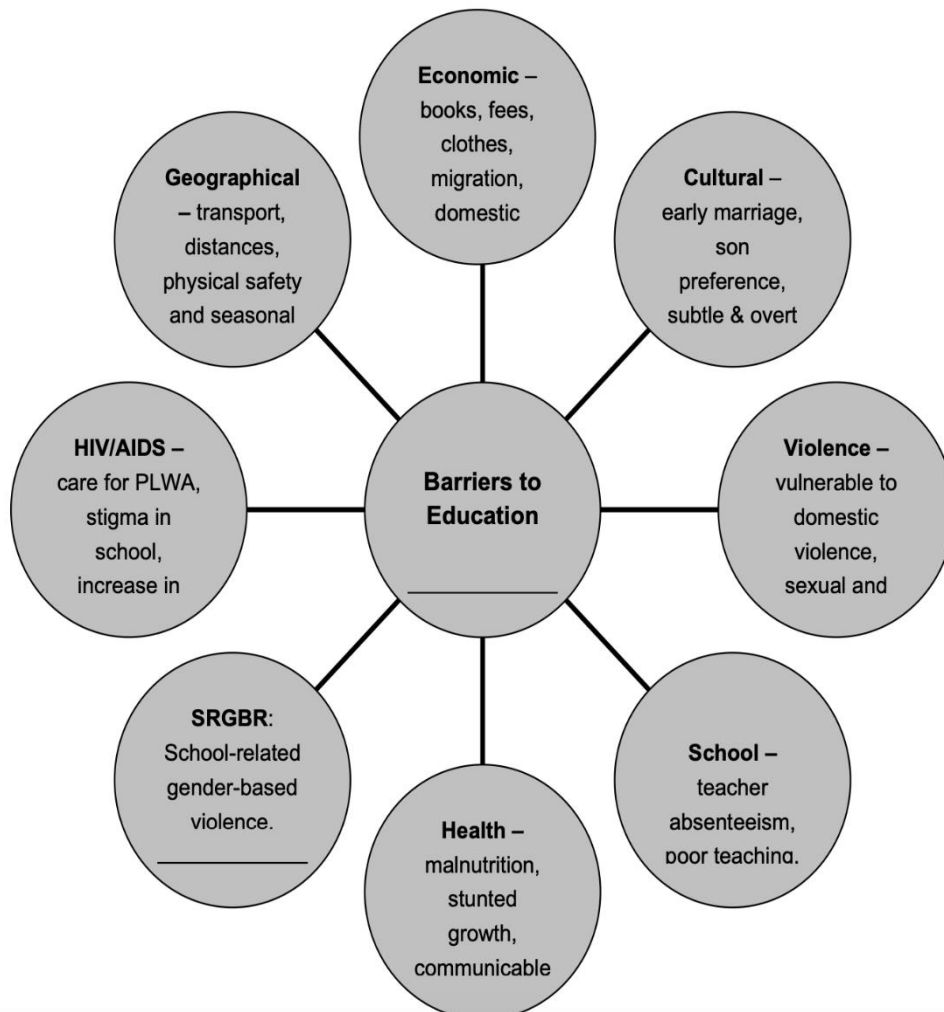 Economic –
books, fees,
clothes,
migration,
domestic
Geographical
– transport,
distances,
physical safety
and seasonal
Cultural –
early marriage,
son
preference,
subtle & overt
HIV/AIDS –
care for PLWA,
stigma in
school,
increase in
Barriers to
Education
Violence –
vulnerable to
domestic
violence,
sexual and
SRGBR:
School-related
gender-based
violence.
Health –
malnutrition,
stunted
growth,
communicable
School –
teacher
absenteeism,
poor teaching.